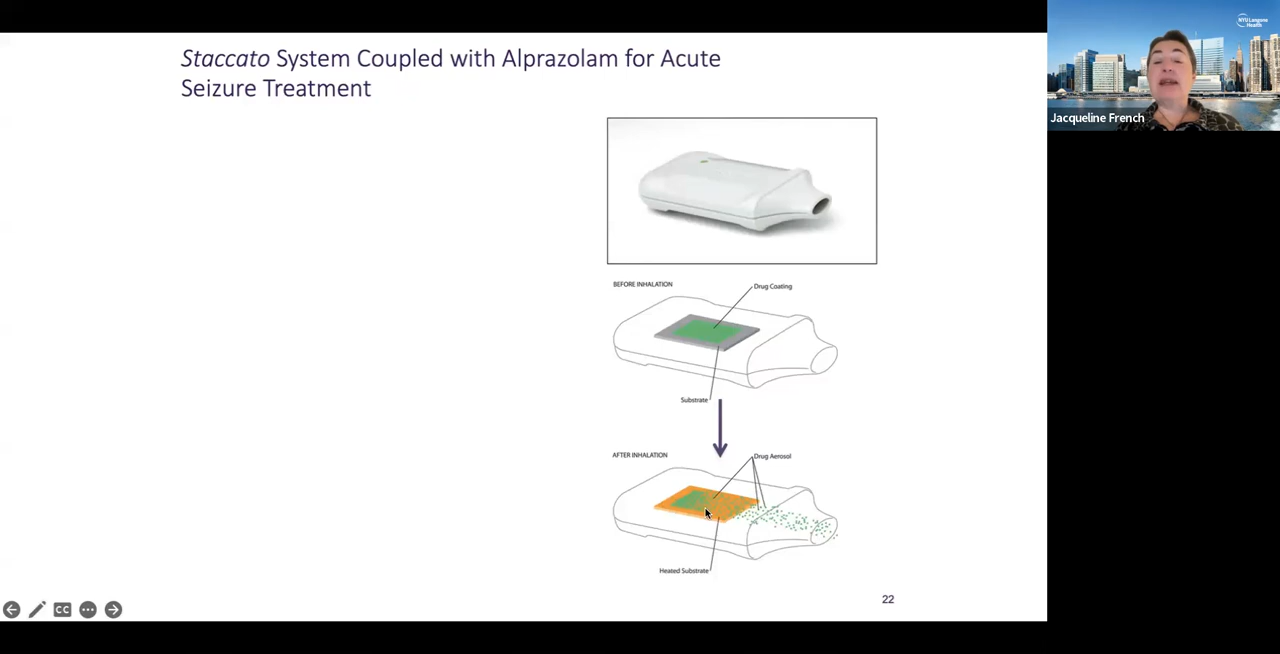 Staccato System Coupled with Alprazolam for Acute
Seizure Treatment
BEFORE INHALATION
Drug Coating
Substrate
AFTER INHALATION
Drug Aerosol
Heated Substrate
22
CC
NYU Langone
Health
Jacqueline French